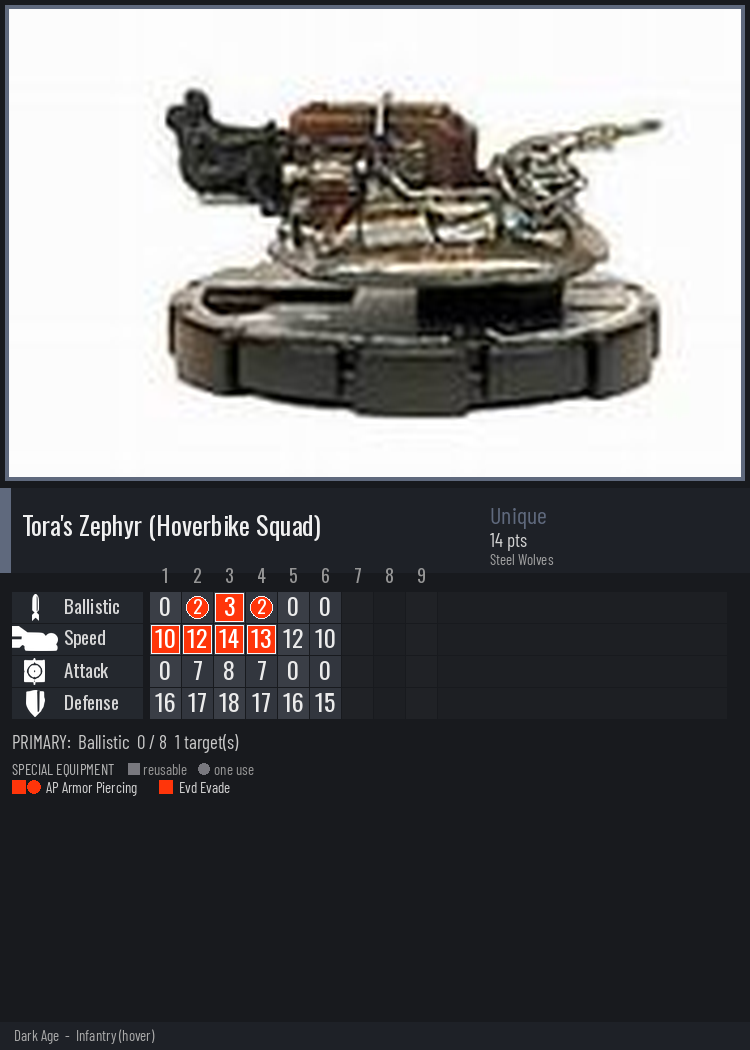 Tora's Zephyr (Hoverbike Squad)
Unique
14 pts
Steel Wolves
1 2 3 4 5 6 7 8 9
Ballistic 0 2 3 2 0 0
Speed 10 12 14 13 12 10
Attack 0 7 8 7 0 0
Defense 16 17 18 17 16 15
PRIMARY: Ballistic 0 / 8 1 target(s)
SPECIAL EQUIPMENT reusable one use
AP Armor Piercing Evd Evade
Dark Age - Infantry (hover)